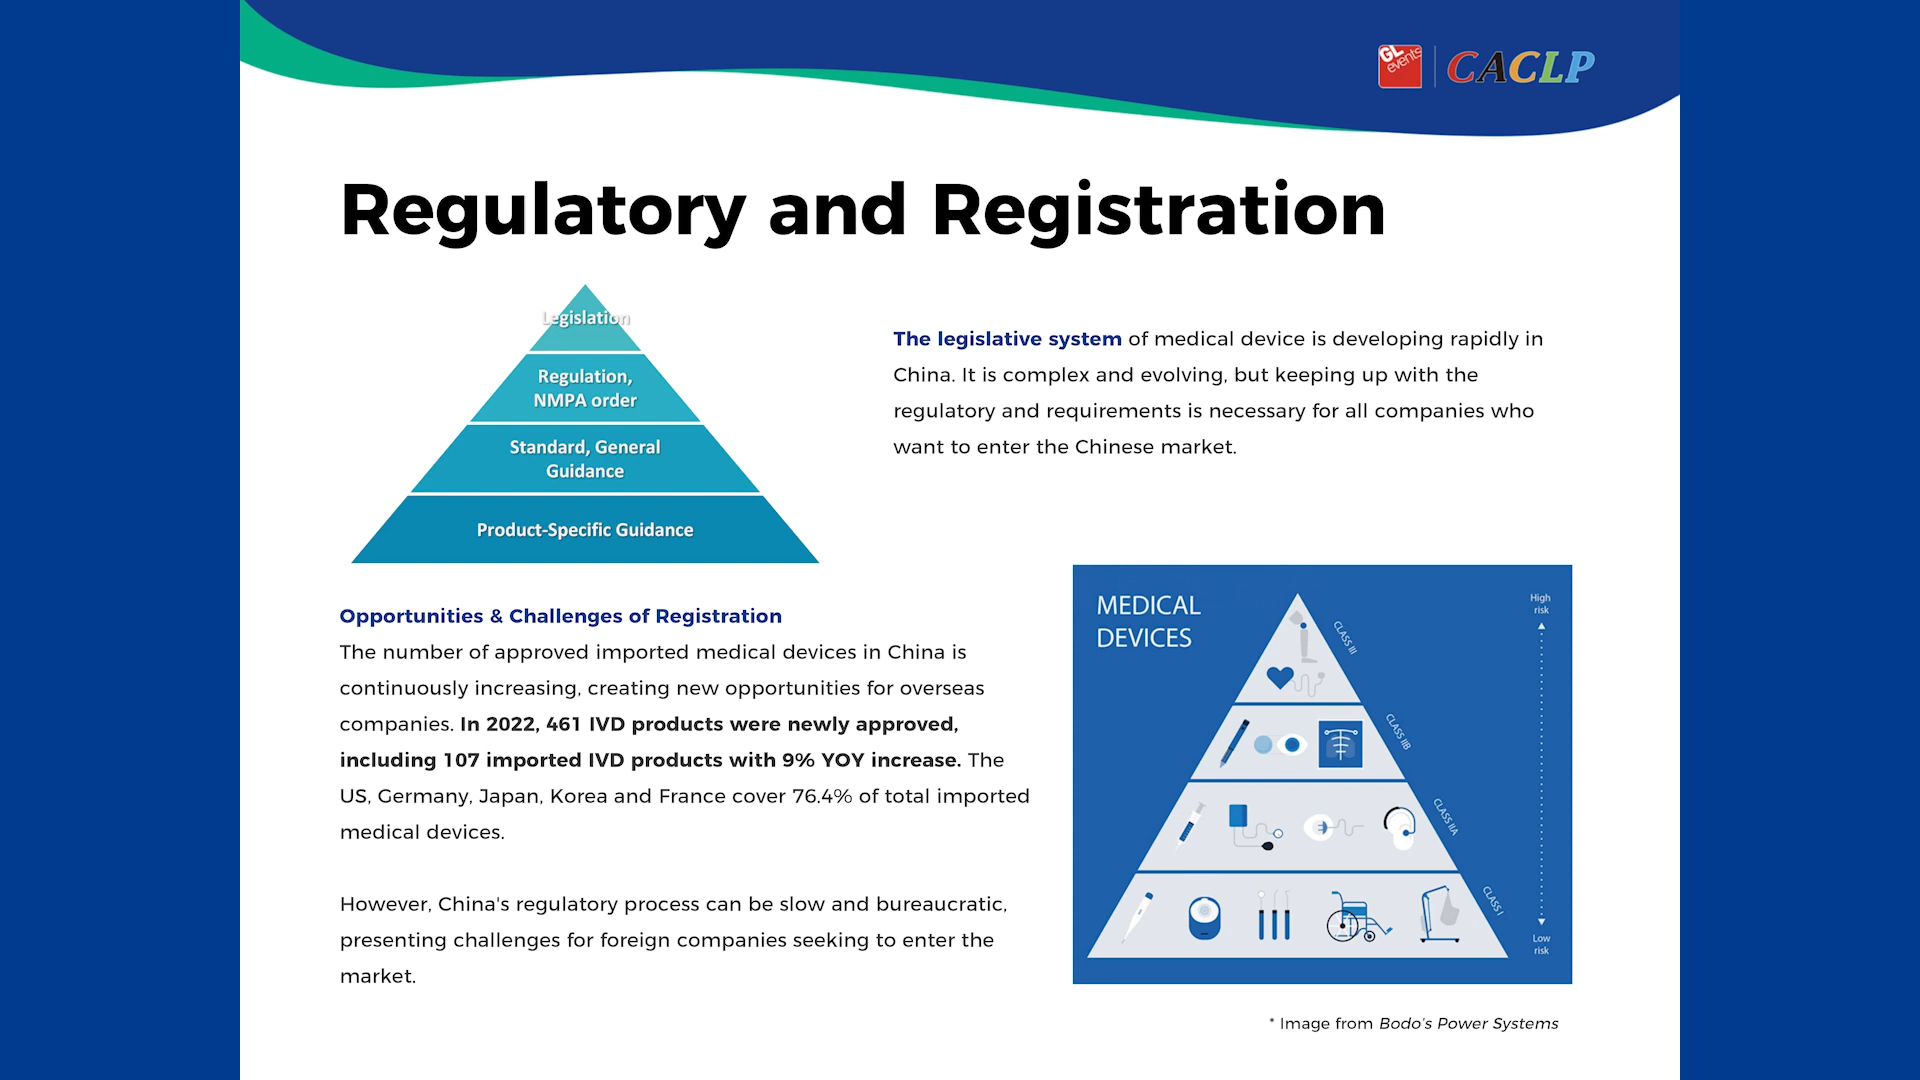 GL
events
CACLP
Regulatory and Registration
Legislation
Regulation,
NMPA order
Standard, General
Guidance
Product-Specific Guidance
The legislative system of medical device is developing rapidly in
China. It is complex and evolving, but keeping up with the
regulatory and requirements is necessary for all companies who
want to enter the Chinese market.
Opportunities & Challenges of Registration
The number of approved imported medical devices in China is
continuously increasing, creating new opportunities for overseas
companies. In 2022, 461 IVD products were newly approved,
including 107 imported IVD products with 9% YOY increase. The
US, Germany, Japan, Korea and France cover 76.4% of total imported
medical devices.
However, China's regulatory process can be slow and bureaucratic,
presenting challenges for foreign companies seeking to enter the
market.
MEDICAL
DEVICES
High
risk
CLASS III
CLASS IIB
CLASS IIA
CLASS I
Low
risk
* Image from Bodo's Power Systems